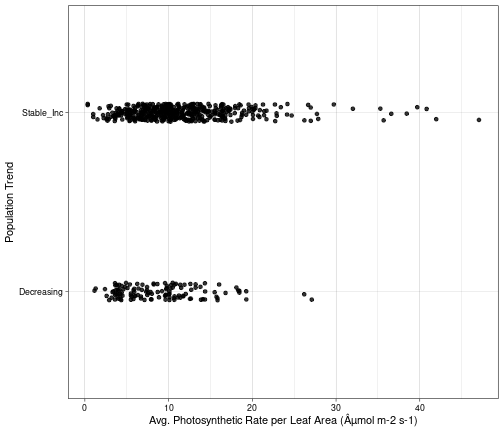 Population Trend
Stable_Inc
Decreasing
0 10 20 30 40
Avg. Photosynthetic Rate per Leaf Area (Âµmol m-2 s-1)